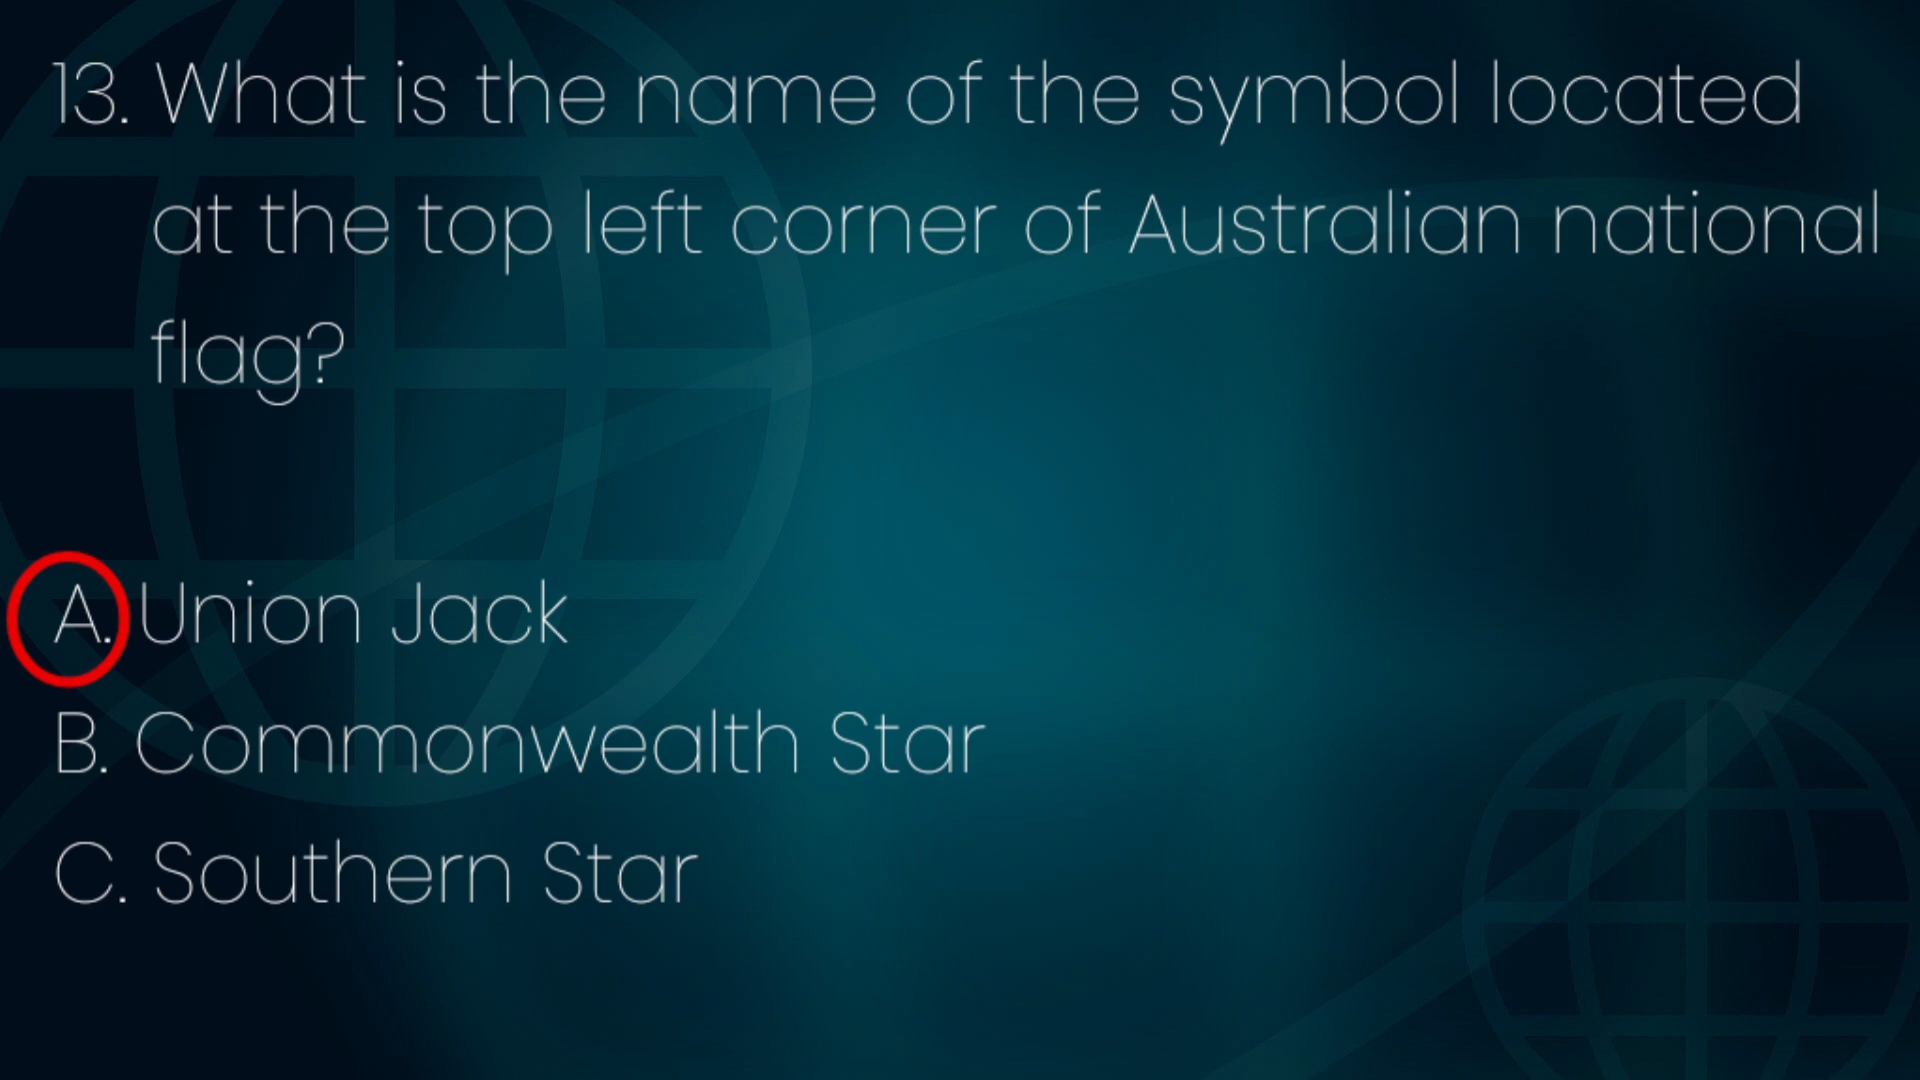 13. What is the name of the symbol located
at the top left corner of Australian national
flag?
A. Union Jack
B. Commonwealth Star
C. Southern Star